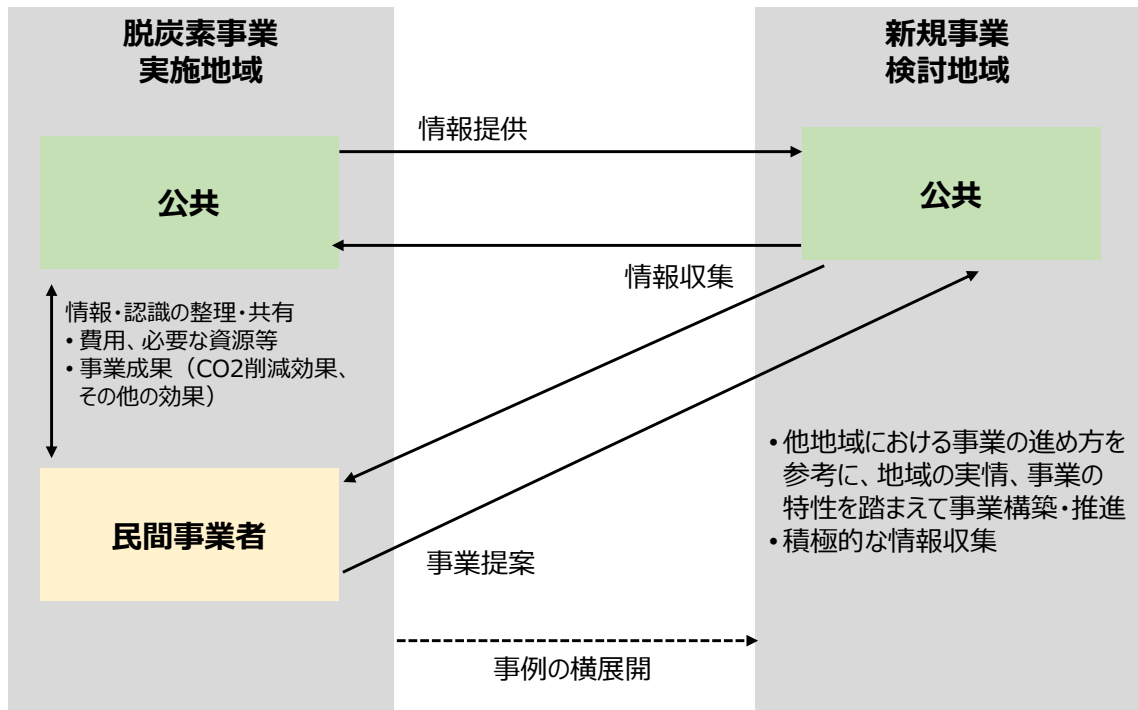 脱炭素事業
実施地域
新規事業
検討地域
情報提供
公共
公共
情報収集
情報・認識の整理・共有
• 費用、必要な資源等
• 事業成果（CO2削減効果、
その他の効果）
• 他地域における事業の進め方を
参考に、地域の実情、事業の
特性を踏まえて事業構築・推進
• 積極的な情報収集
民間事業者
事業提案
事例の横展開